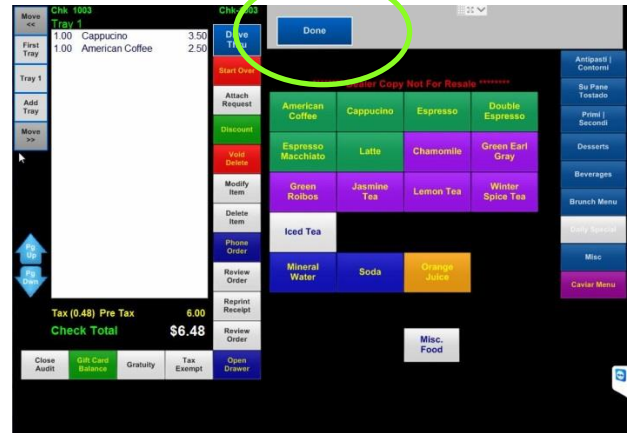 Move
<<
First
Tray
Tray 1
Add
Tray
Move
>>
Pg
Up
Pg
Dwn
Chk 1003
Tray 1
Chk-1003
1.00 Cappucino 3.50
1.00 American Coffee 2.50
Tax (0.48) Pre Tax 6.00
Check Total $6.48
Close
Audit
Gift Card
Balance
Gratuity
Tax
Exempt
Open
Drawer
Drive
Thru
Start Over
Attach
Request
Discount
Void
Delete
Modify
Item
Delete
Item
Phone
Order
Review
Order
Reprint
Receipt
Review
Order
Done
Dealer Copy Not For Resale ********
American
Coffee
Cappucino
Espresso
Double
Espresso
Espresso
Macchiato
Latte
Chamomile
Green Earl
Gray
Green
Roibos
Jasmine
Tea
Lemon Tea
Winter
Spice Tea
Iced Tea
Mineral
Water
Soda
Orange
Juice
Misc.
Food
Antipasti |
Contorni
Su Pane
Tostado
Primi |
Secondi
Desserts
Beverages
Brunch Menu
Daily Special
Misc
Caviar Menu